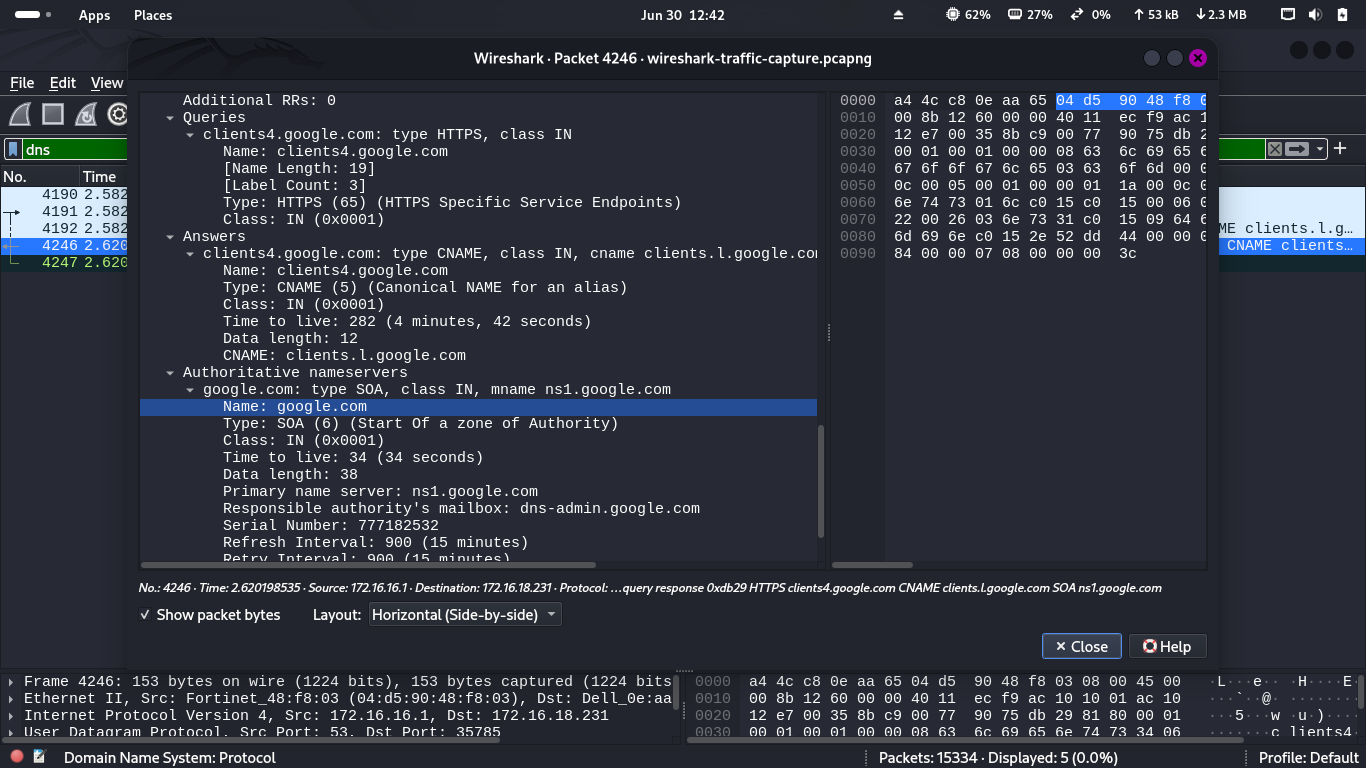 Apps Places Jun 30 12:42 62% 27% 0% 53 kB 2.3 MB
Wireshark · Packet 4246 · wireshark-traffic-capture.pcapng
File Edit View
dns
No. Time
4190 2.582
4191 2.582
4192 2.582
4246 2.620
4247 2.620
ME clients.l.g…
CNAME clients…
Additional RRs: 0
Queries
clients4.google.com: type HTTPS, class IN
Name: clients4.google.com
[Name Length: 19]
[Label Count: 3]
Type: HTTPS (65) (HTTPS Specific Service Endpoints)
Class: IN (0x0001)
Answers
clients4.google.com: type CNAME, class IN, cname clients.l.google.com
Name: clients4.google.com
Type: CNAME (5) (Canonical NAME for an alias)
Class: IN (0x0001)
Time to live: 282 (4 minutes, 42 seconds)
Data length: 12
CNAME: clients.l.google.com
Authoritative nameservers
google.com: type SOA, class IN, mname ns1.google.com
Name: google.com
Type: SOA (6) (Start Of a zone of Authority)
Class: IN (0x0001)
Time to live: 34 (34 seconds)
Data length: 38
Primary name server: ns1.google.com
Responsible authority's mailbox: dns-admin.google.com
Serial Number: 777182532
Refresh Interval: 900 (15 minutes)
Retry Interval: 900 (15 minutes)
0000 a4 4c c8 0e aa 65 04 d5 90 48 f8 0
0010 00 8b 12 60 00 00 40 11 ec f9 ac 1
0020 12 e7 00 35 8b c9 00 77 90 75 db 2
0030 00 01 00 01 00 00 08 63 6c 69 65 6
0040 67 6f 6f 67 6c 65 03 63 6f 6d 00 0
0050 0c 00 05 00 01 00 00 01 1a 00 0c 0
0060 6e 74 73 01 6c c0 15 c0 15 00 06 0
0070 22 00 26 03 6e 73 31 c0 15 09 64 6
0080 6d 69 6e c0 15 2e 52 dd 44 00 00 0
0090 84 00 00 07 08 00 00 00 3c
No.: 4246 · Time: 2.620198535 · Source: 172.16.16.1 · Destination: 172.16.18.231 · Protocol: …query response 0xdb29 HTTPS clients4.google.com CNAME clients.l.google.com SOA ns1.google.com
Show packet bytes Layout: Horizontal (Side-by-side)
Close Help
Frame 4246: 153 bytes on wire (1224 bits), 153 bytes captured (1224 bits
Ethernet II, Src: Fortinet_48:f8:03 (04:d5:90:48:f8:03), Dst: Dell_0e:aa
Internet Protocol Version 4, Src: 172.16.16.1, Dst: 172.16.18.231
User Datagram Protocol, Src Port: 53, Dst Port: 35785
0000 a4 4c c8 0e aa 65 04 d5 90 48 f8 03 08 00 45 00 ·L···e·· ·H····E·
0010 00 8b 12 60 00 00 40 11 ec f9 ac 10 10 01 ac 10 ···`··@· ········
0020 12 e7 00 35 8b c9 00 77 90 75 db 29 81 80 00 01 ···5···w ·u·)····
0030 00 01 00 01 00 00 08 63 6c 69 65 6e 74 73 34 06 ·······c lients4·
Domain Name System: Protocol Packets: 15334 · Displayed: 5 (0.0%) Profile: Default